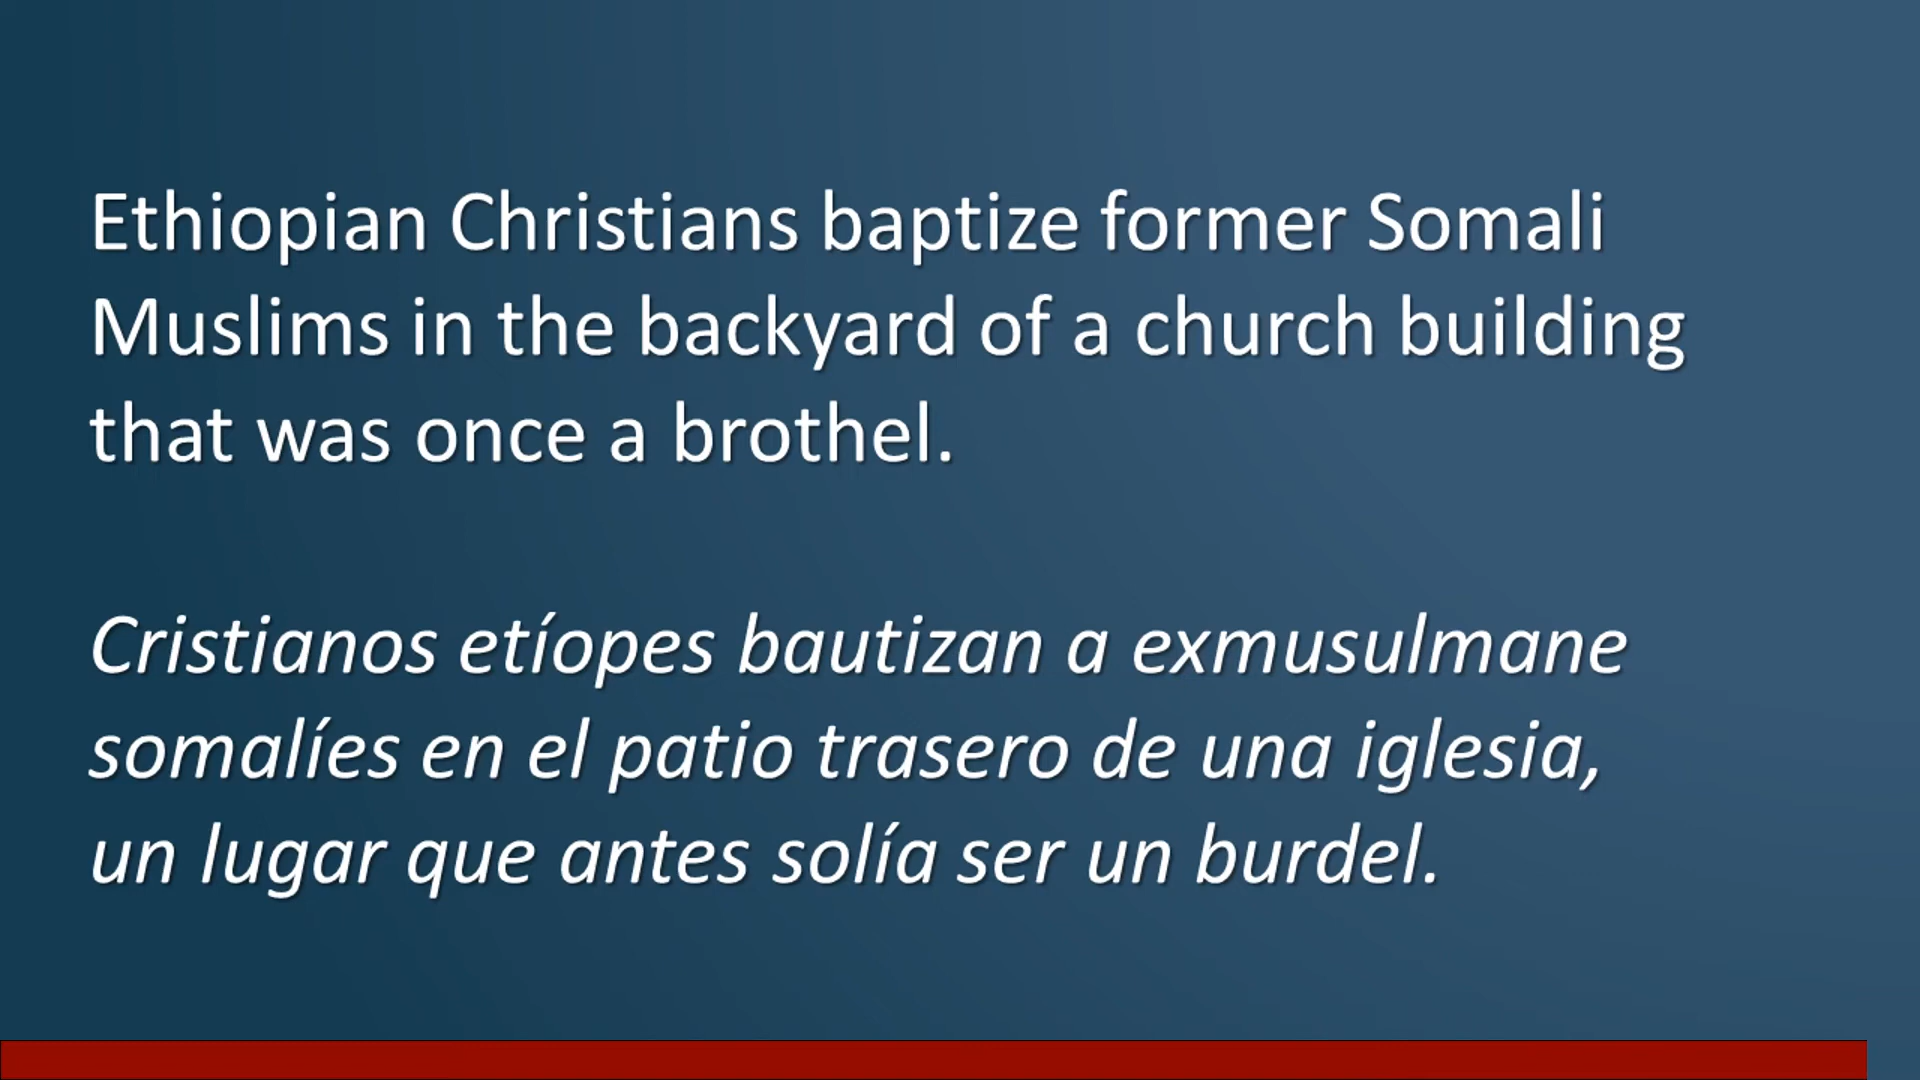 Ethiopian Christians baptize former Somali
Muslims in the backyard of a church building
that was once a brothel.
Cristianos etíopes bautizan a exmusulmane
somalíes en el patio trasero de una iglesia,
un lugar que antes solía ser un burdel.